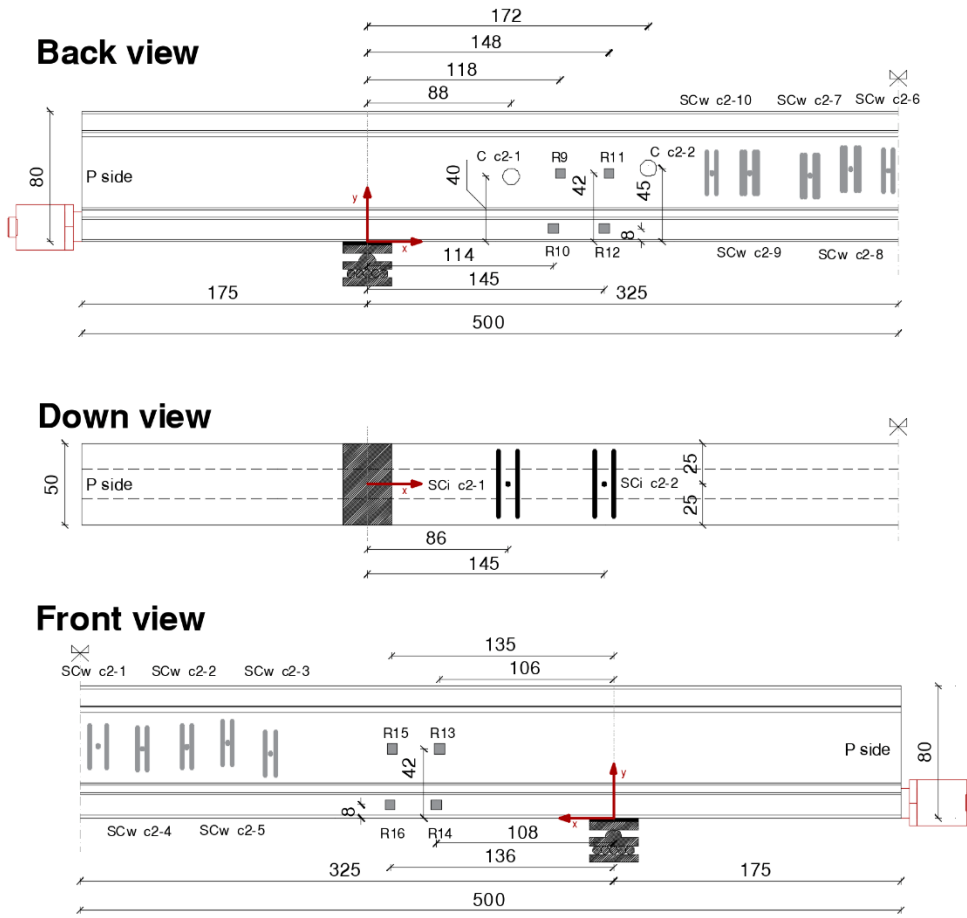 172
Back view
148
118
88
SCw c2-10 SCw c2-7 SCw c2-6
C c2-1 R9 R11 C c2-2
80
P side
40
42
45
y
x
8
R10 R12
SCw c2-9 SCw c2-8
114
145
175 325
500
Down view
50
P side
x
SCi c2-1
SCi c2-2
25
25
86
145
Front view
135
106
SCw c2-1 SCw c2-2 SCw c2-3
R15 R13
P side
80
42
y
x
8
R16 R14
SCw c2-4 SCw c2-5
108
136
325 175
500